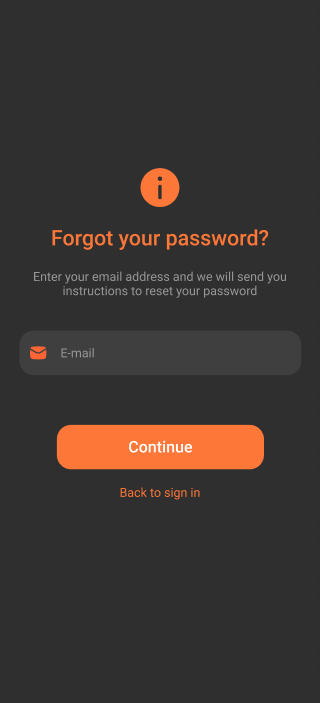 Forgot your password?
Enter your email address and we will send you
instructions to reset your password
E-mail
Continue
Back to sign in